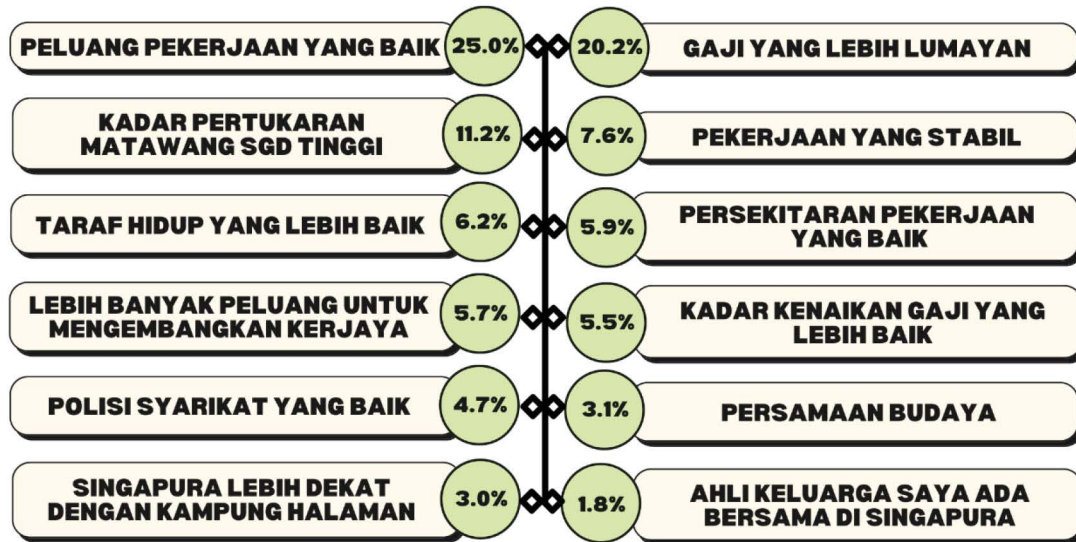 PELUANG PEKERJAAN YANG BAIK
25.0%
20.2%
GAJI YANG LEBIH LUMAYAN
KADAR PERTUKARAN
MATAWANG SGD TINGGI
11.2%
7.6%
PEKERJAAN YANG STABIL
TARAF HIDUP YANG LEBIH BAIK
6.2%
5.9%
PERSEKITARAN PEKERJAAN
YANG BAIK
LEBIH BANYAK PELUANG UNTUK
MENGEMBANGKAN KERJAYA
5.7%
5.5%
KADAR KENAIKAN GAJI YANG
LEBIH BAIK
POLISI SYARIKAT YANG BAIK
4.7%
3.1%
PERSAMAAN BUDAYA
SINGAPURA LEBIH DEKAT
DENGAN KAMPUNG HALAMAN
3.0%
1.8%
AHLI KELUARGA SAYA ADA
BERSAMA DI SINGAPURA